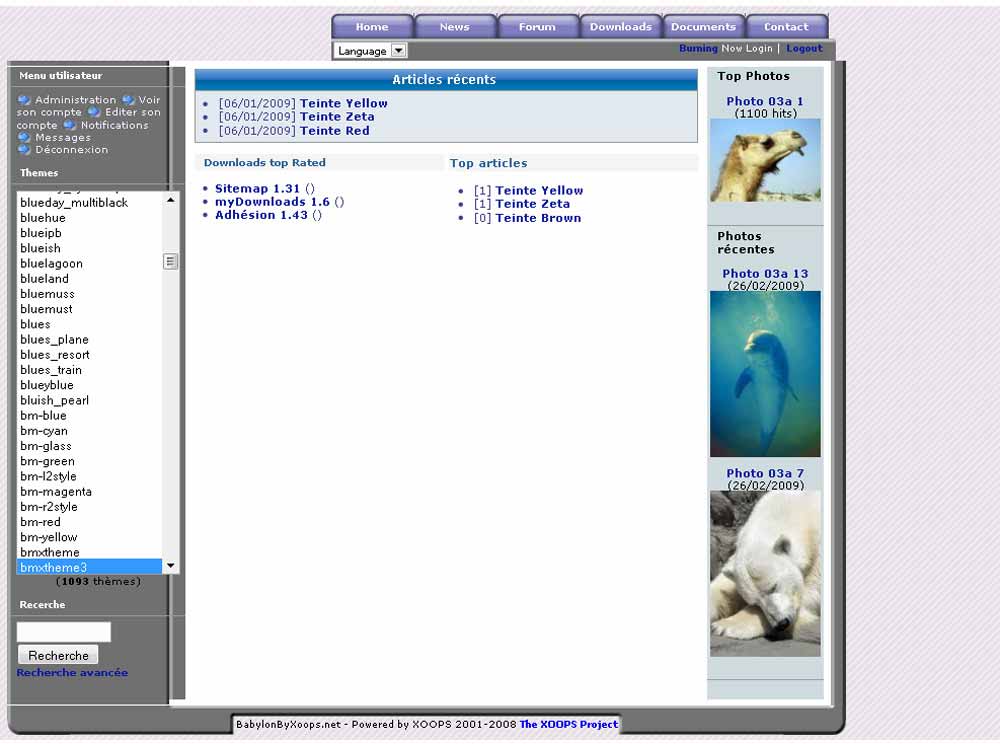 Home News Forum Downloads Documents Contact
Language
Burning Now Login | Logout
Menu utilisateur
Administration Voir
son compte Editer son
compte Notifications
Messages
Déconnexion
Themes
blueday_multiblack
bluehue
blueipb
blueish
bluelagoon
blueland
bluemuss
bluemust
blues
blues_plane
blues_resort
blues_train
blueyblue
bluish_pearl
bm-blue
bm-cyan
bm-glass
bm-green
bm-l2style
bm-magenta
bm-r2style
bm-red
bm-yellow
bmxtheme
bmxtheme3
(1093 thèmes)
Recerche
Recherche
Recherche avancée
Articles récents
[06/01/2009] Teinte Yellow
[06/01/2009] Teinte Zeta
[06/01/2009] Teinte Red
Downloads top Rated
Sitemap 1.31 ()
myDownloads 1.6 ()
Adhésion 1.43 ()
Top articles
[1] Teinte Yellow
[1] Teinte Zeta
[0] Teinte Brown
Top Photos
Photo 03a 1
(1100 hits)
Photos
récentes
Photo 03a 13
(26/02/2009)
Photo 03a 7
(26/02/2009)
BabylonByXoops.net - Powered by XOOPS 2001-2008 The XOOPS Project